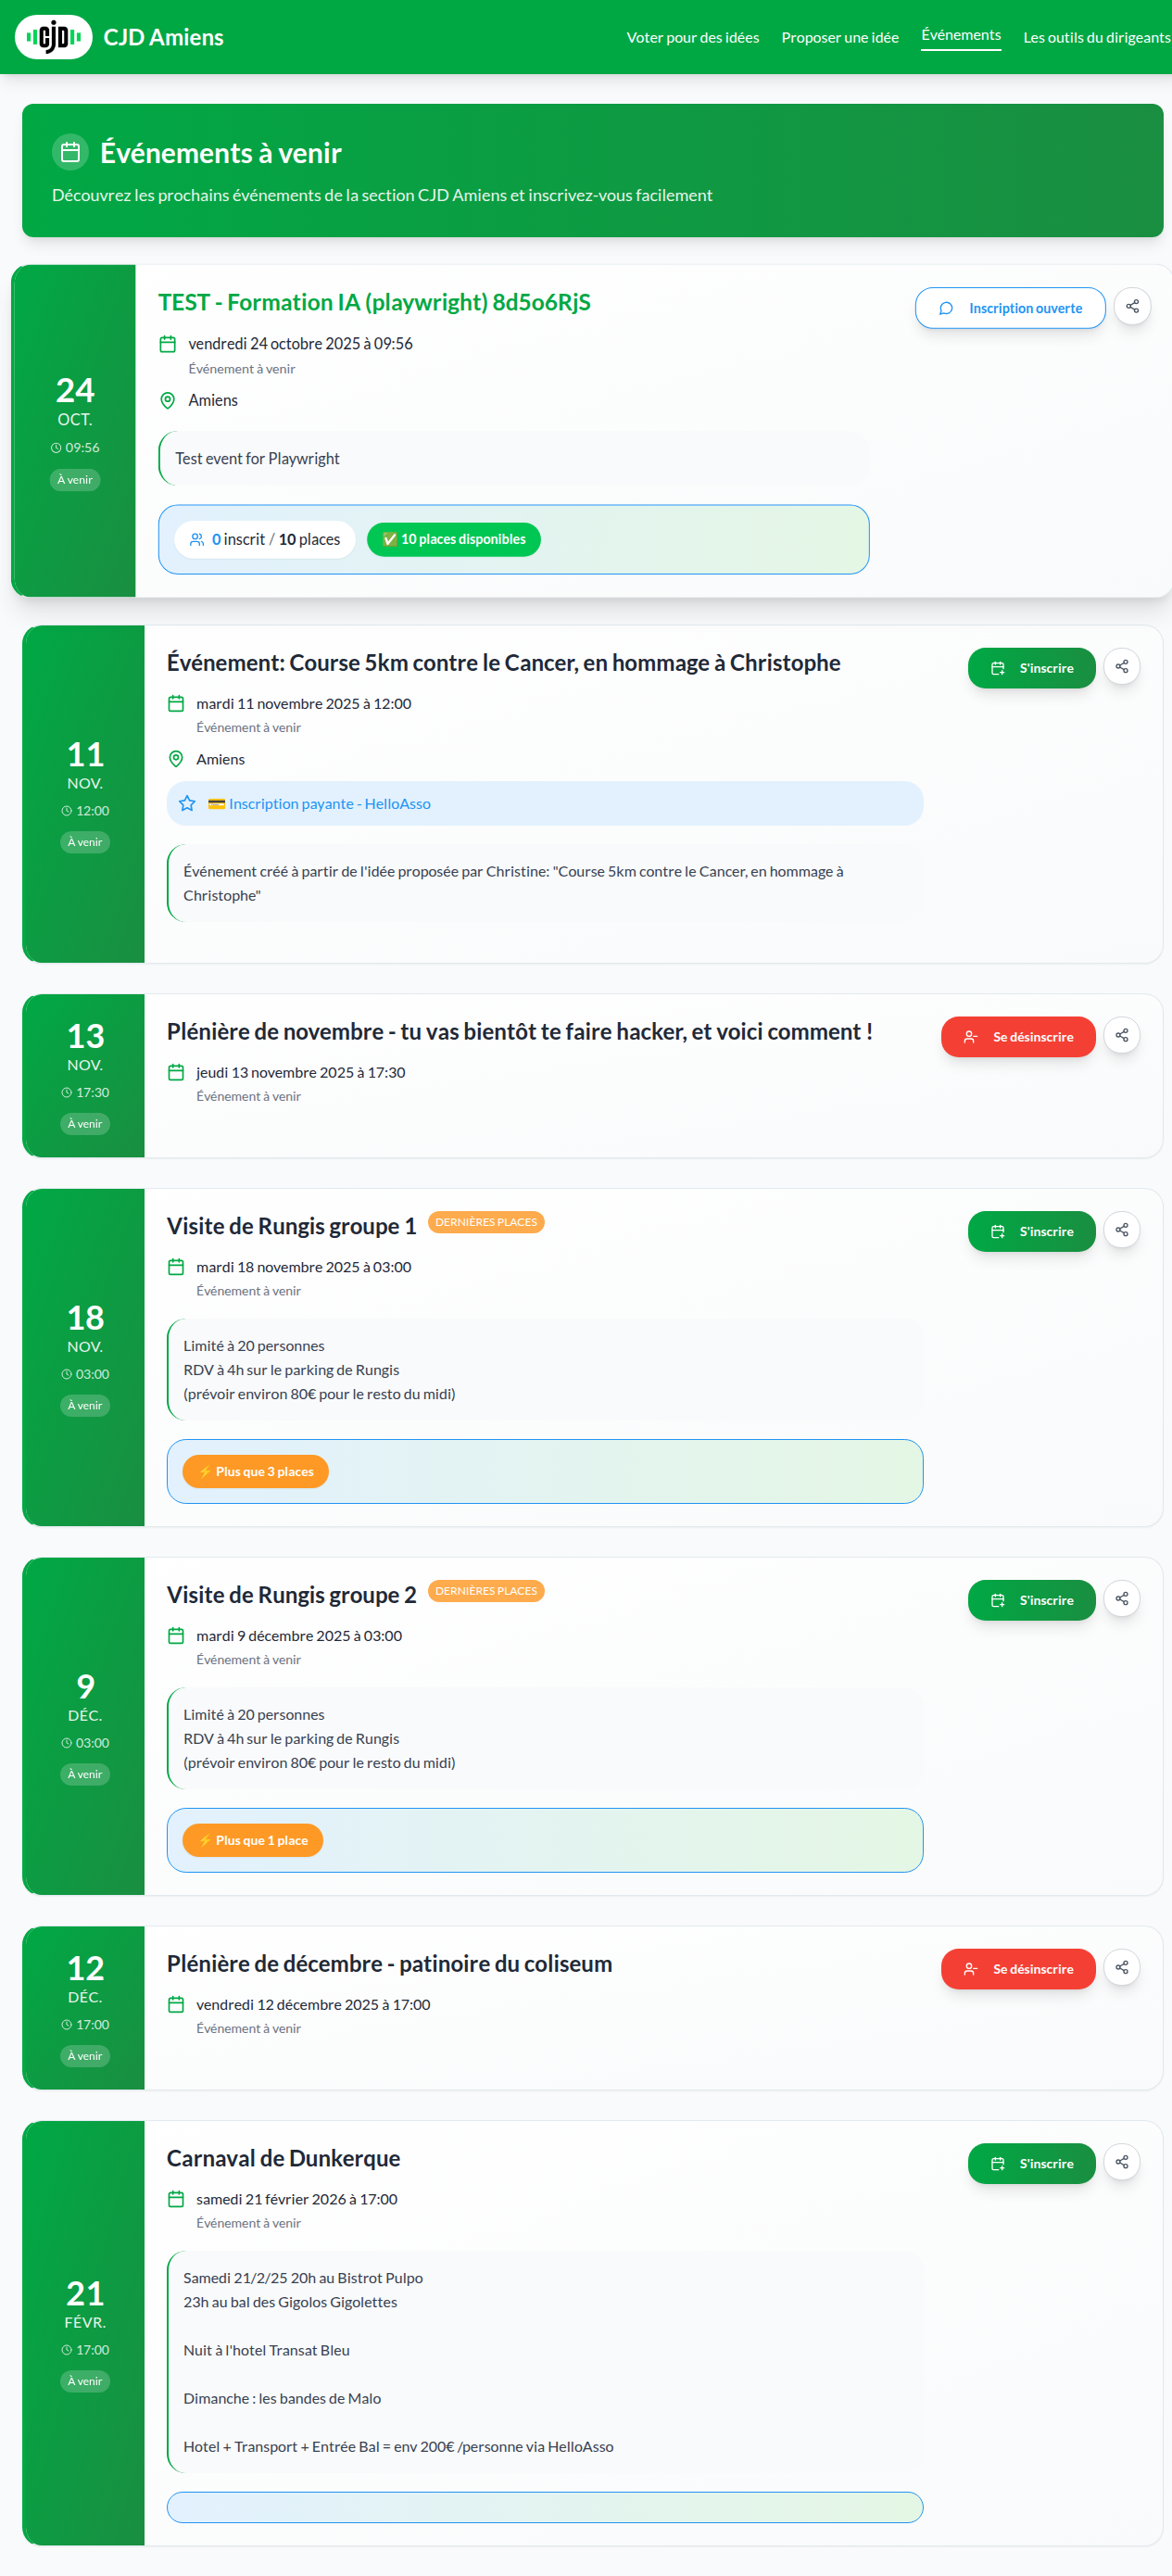 CJD
CJD Amiens
Voter pour des idées
Proposer une idée
Événements
Les outils du dirigeants
Événements à venir
Découvrez les prochains événements de la section CJD Amiens et inscrivez-vous facilement
24
OCT.
09:56
À venir
TEST - Formation IA (playwright) 8d5o6RjS
Inscription ouverte
vendredi 24 octobre 2025 à 09:56
Événement à venir
Amiens
Test event for Playwright
0 inscrit / 10 places
✅ 10 places disponibles
11
NOV.
12:00
À venir
Événement: Course 5km contre le Cancer, en hommage à Christophe
S'inscrire
mardi 11 novembre 2025 à 12:00
Événement à venir
Amiens
💳 Inscription payante - HelloAsso
Événement créé à partir de l'idée proposée par Christine: "Course 5km contre le Cancer, en hommage à
Christophe"
13
NOV.
17:30
À venir
Plénière de novembre - tu vas bientôt te faire hacker, et voici comment !
Se désinscrire
jeudi 13 novembre 2025 à 17:30
Événement à venir
18
NOV.
03:00
À venir
Visite de Rungis groupe 1
DERNIÈRES PLACES
S'inscrire
mardi 18 novembre 2025 à 03:00
Événement à venir
Limité à 20 personnes
RDV à 4h sur le parking de Rungis
(prévoir environ 80€ pour le resto du midi)
⚡ Plus que 3 places
9
DÉC.
03:00
À venir
Visite de Rungis groupe 2
DERNIÈRES PLACES
S'inscrire
mardi 9 décembre 2025 à 03:00
Événement à venir
Limité à 20 personnes
RDV à 4h sur le parking de Rungis
(prévoir environ 80€ pour le resto du midi)
⚡ Plus que 1 place
12
DÉC.
17:00
À venir
Plénière de décembre - patinoire du coliseum
Se désinscrire
vendredi 12 décembre 2025 à 17:00
Événement à venir
21
FÉVR.
17:00
À venir
Carnaval de Dunkerque
S'inscrire
samedi 21 février 2026 à 17:00
Événement à venir
Samedi 21/2/25 20h au Bistrot Pulpo
23h au bal des Gigolos Gigolettes
Nuit à l'hotel Transat Bleu
Dimanche : les bandes de Malo
Hotel + Transport + Entrée Bal = env 200€ /personne via HelloAsso